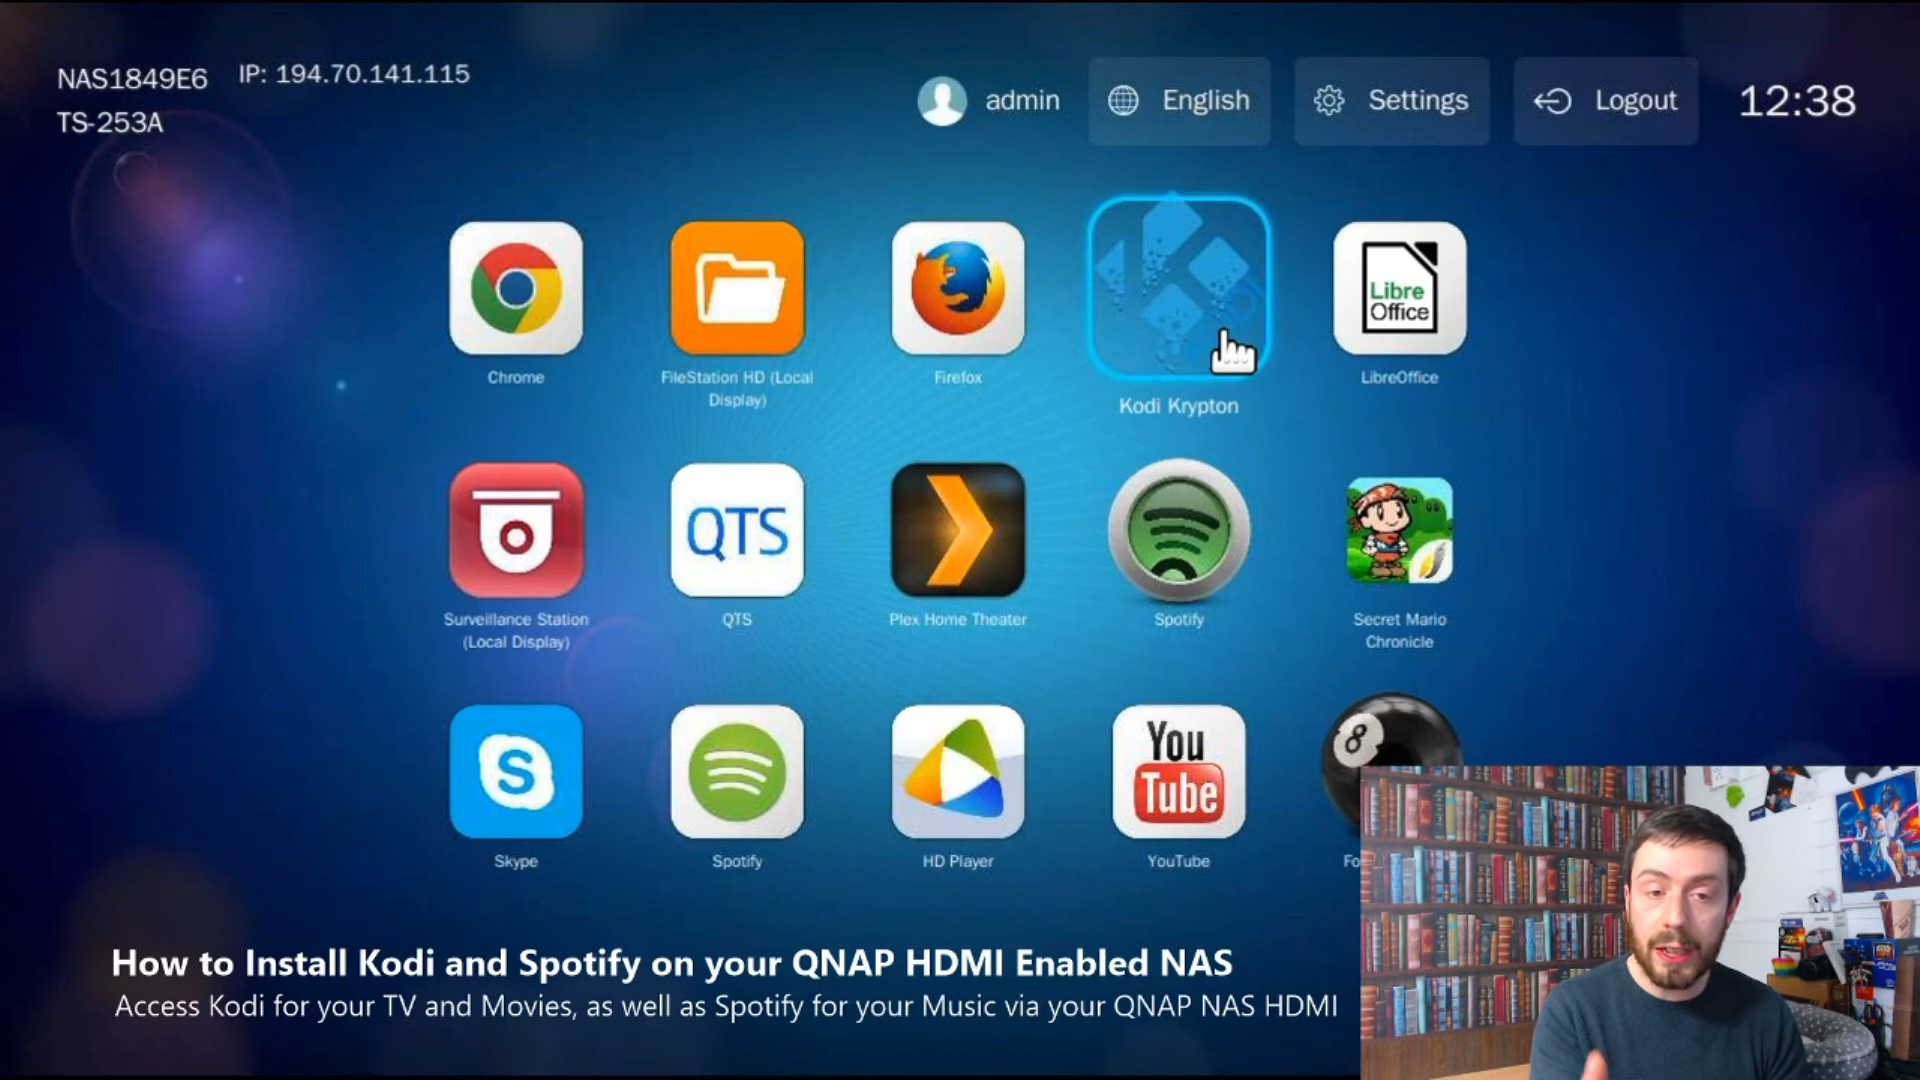 NAS1849E6 IP: 194.70.141.115
TS-253A
admin English Settings Logout 12:38
Libre
Office
Chrome FileStation HD (Local
Display) Firefox Kodi Krypton LibreOffice
QTS
Surveillance Station
(Local Display) QTS Plex Home Theater Spotify Secret Mario
Chronicle
S
8
You
Tube
Skype Spotify HD Player YouTube
How to Install Kodi and Spotify on your QNAP HDMI Enabled NAS
Access Kodi for your TV and Movies, as well as Spotify for your Music via your QNAP NAS HDMI